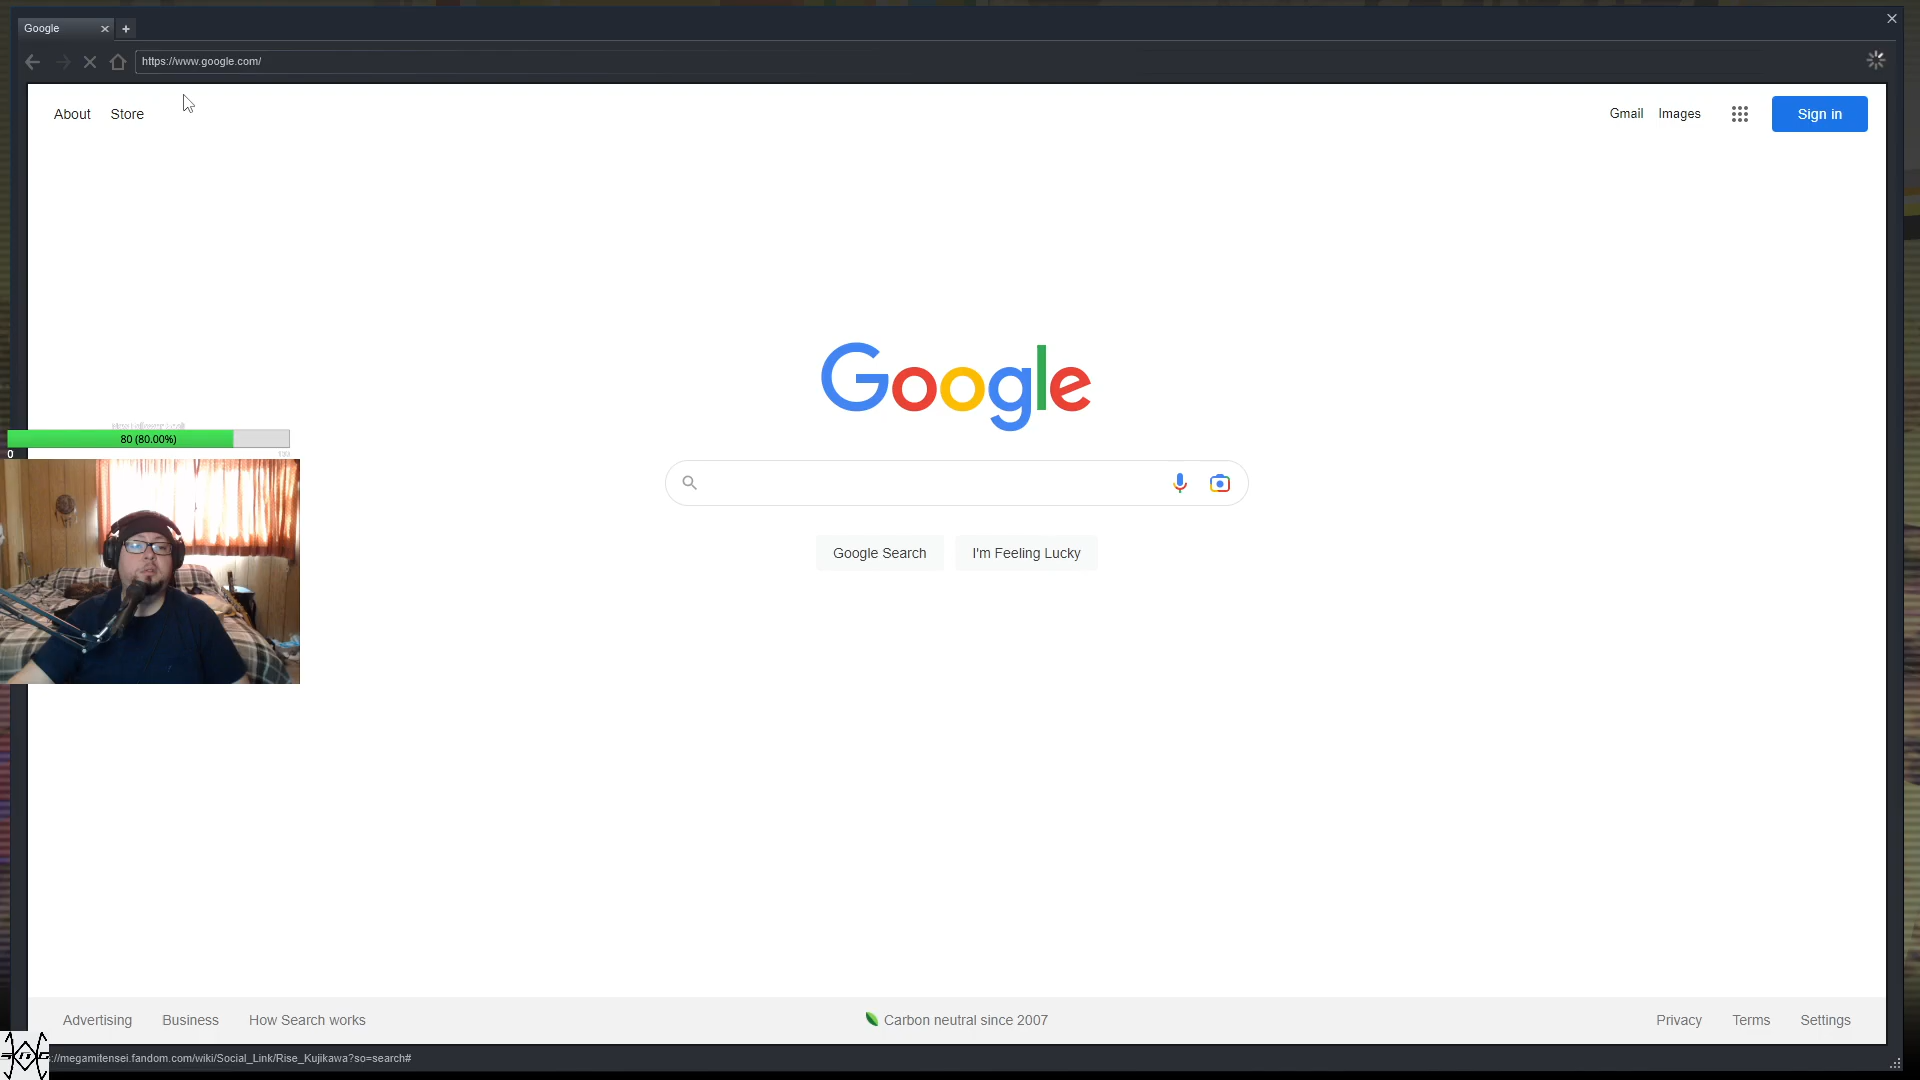 Google
https://www.google.com/
About Store
Gmail Images Sign in
Google
80 (80.00%)
0
Google Search I'm Feeling Lucky
Advertising Business How Search works
Carbon neutral since 2007
Privacy Terms Settings
://megamitensei.fandom.com/wiki/Social_Link/Rise_Kujikawa?so=search#